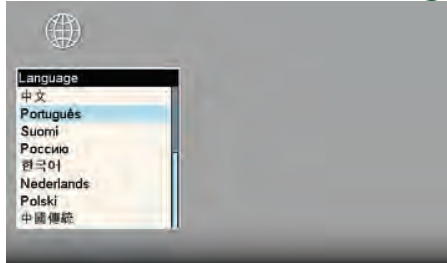 Language
中文
Português
Suomi
Россию
한국어
Nederlands
Polski
中國傳統